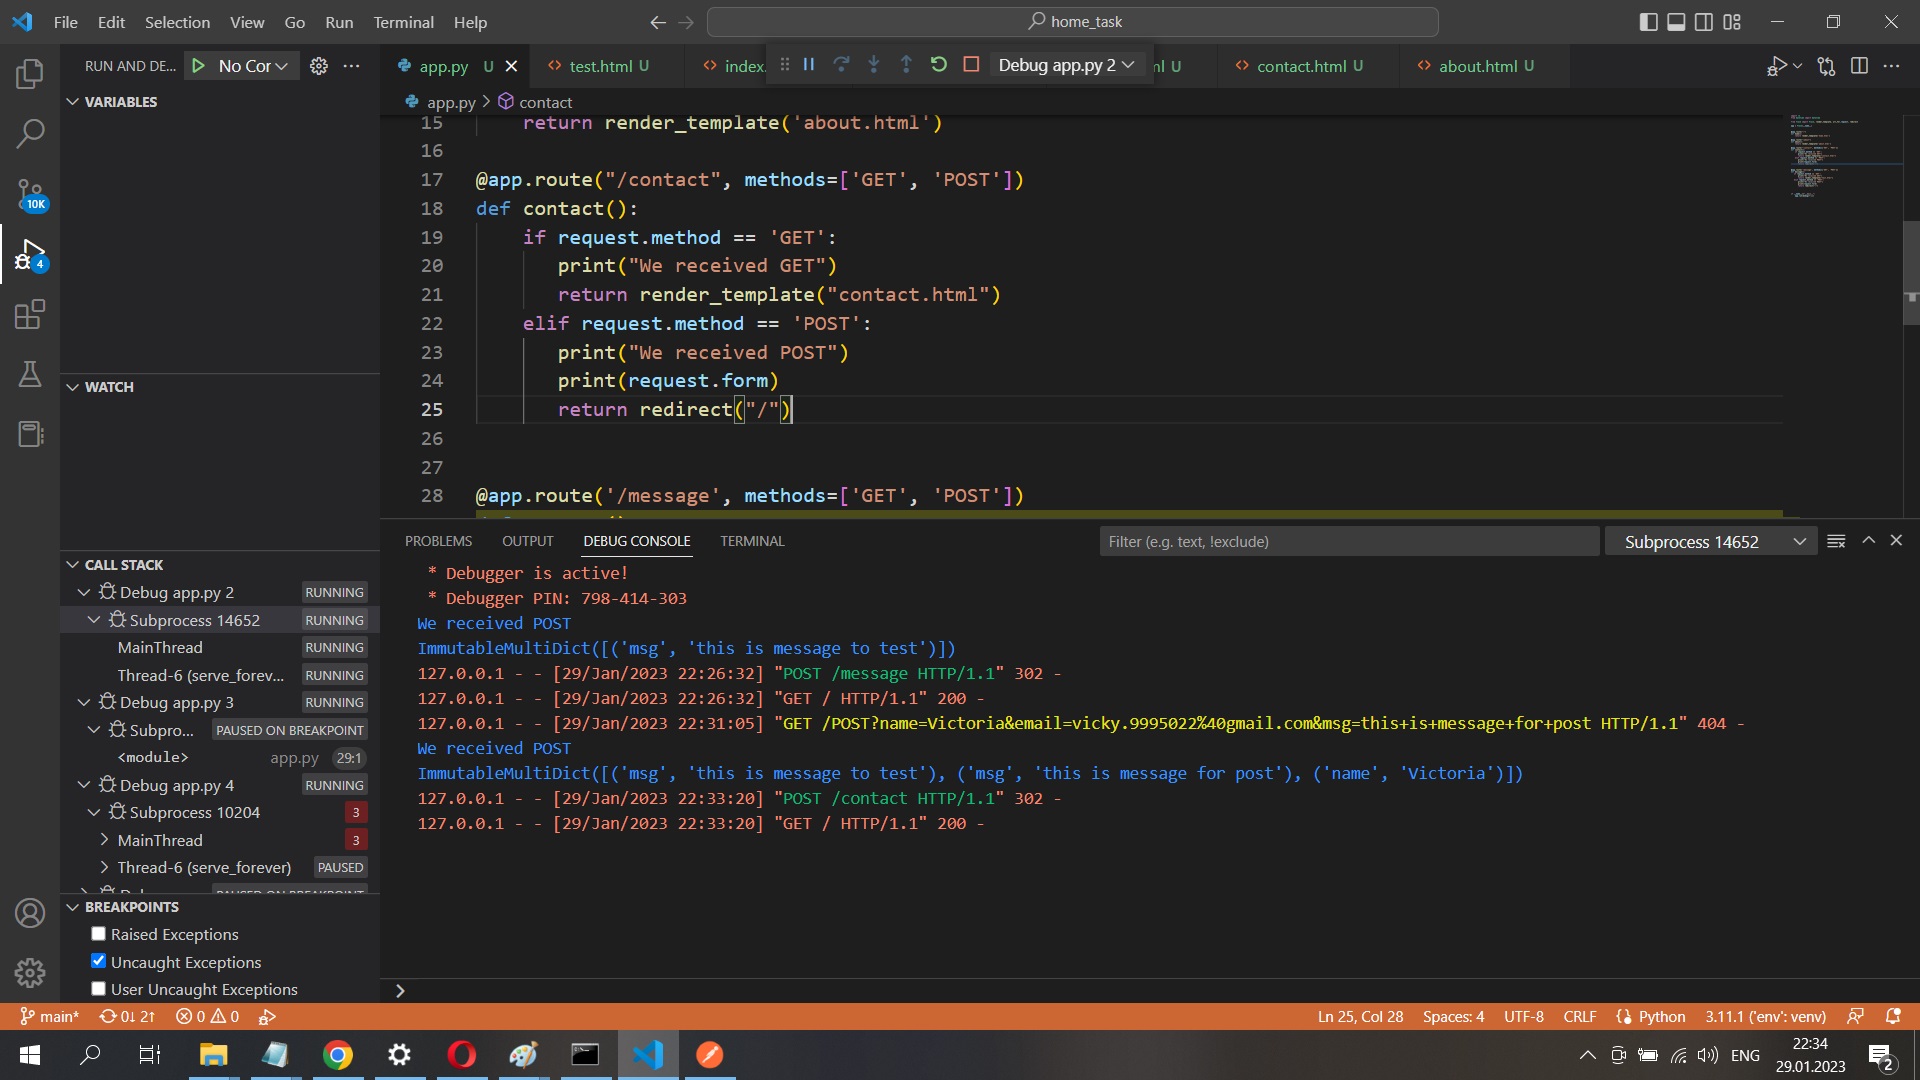 File Edit Selection View Go Run Terminal Help
home_task
RUN AND DE... No Cor
app.py U
test.html U
index.
Debug app.py 2
U
contact.html U
about.html U
VARIABLES
app.py > contact
15 return render_template('about.html')
16
17 @app.route("/contact", methods=['GET', 'POST'])
18 def contact():
19 if request.method == 'GET':
20 print("We received GET")
21 return render_template("contact.html")
22 elif request.method == 'POST':
23 print("We received POST")
24 print(request.form)
25 return redirect("/")
26
27
28 @app.route('/message', methods=['GET', 'POST'])
10K
4
WATCH
CALL STACK
Debug app.py 2 RUNNING
Subprocess 14652 RUNNING
MainThread RUNNING
Thread-6 (serve_forev... RUNNING
Debug app.py 3 RUNNING
Subpro... PAUSED ON BREAKPOINT
<module> app.py 29:1
Debug app.py 4 RUNNING
Subprocess 10204 3
MainThread 3
Thread-6 (serve_forever) PAUSED
BREAKPOINTS
Raised Exceptions
Uncaught Exceptions
User Uncaught Exceptions
PROBLEMS OUTPUT DEBUG CONSOLE TERMINAL
Filter (e.g. text, !exclude)
Subprocess 14652
* Debugger is active!
* Debugger PIN: 798-414-303
We received POST
ImmutableMultiDict([('msg', 'this is message to test')])
127.0.0.1 - - [29/Jan/2023 22:26:32] "POST /message HTTP/1.1" 302 -
127.0.0.1 - - [29/Jan/2023 22:26:32] "GET / HTTP/1.1" 200 -
127.0.0.1 - - [29/Jan/2023 22:31:05] "GET /POST?name=Victoria&email=vicky.9995022%40gmail.com&msg=this+is+message+for+post HTTP/1.1" 404 -
We received POST
ImmutableMultiDict([('msg', 'this is message to test'), ('msg', 'this is message for post'), ('name', 'Victoria')])
127.0.0.1 - - [29/Jan/2023 22:33:20] "POST /contact HTTP/1.1" 302 -
127.0.0.1 - - [29/Jan/2023 22:33:20] "GET / HTTP/1.1" 200 -
main* 0↓ 2↑ 0 0
Ln 25, Col 28 Spaces: 4 UTF-8 CRLF Python 3.11.1 ('env': venv)
ENG
22:34
29.01.2023
2